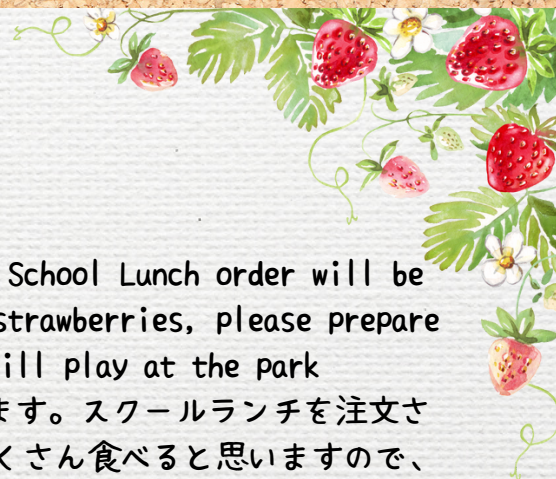 School Lunch order will be
strawberries, please prepare
ill play at the park
ます。スクールランチを注文さ
くさん食べると思いますので、